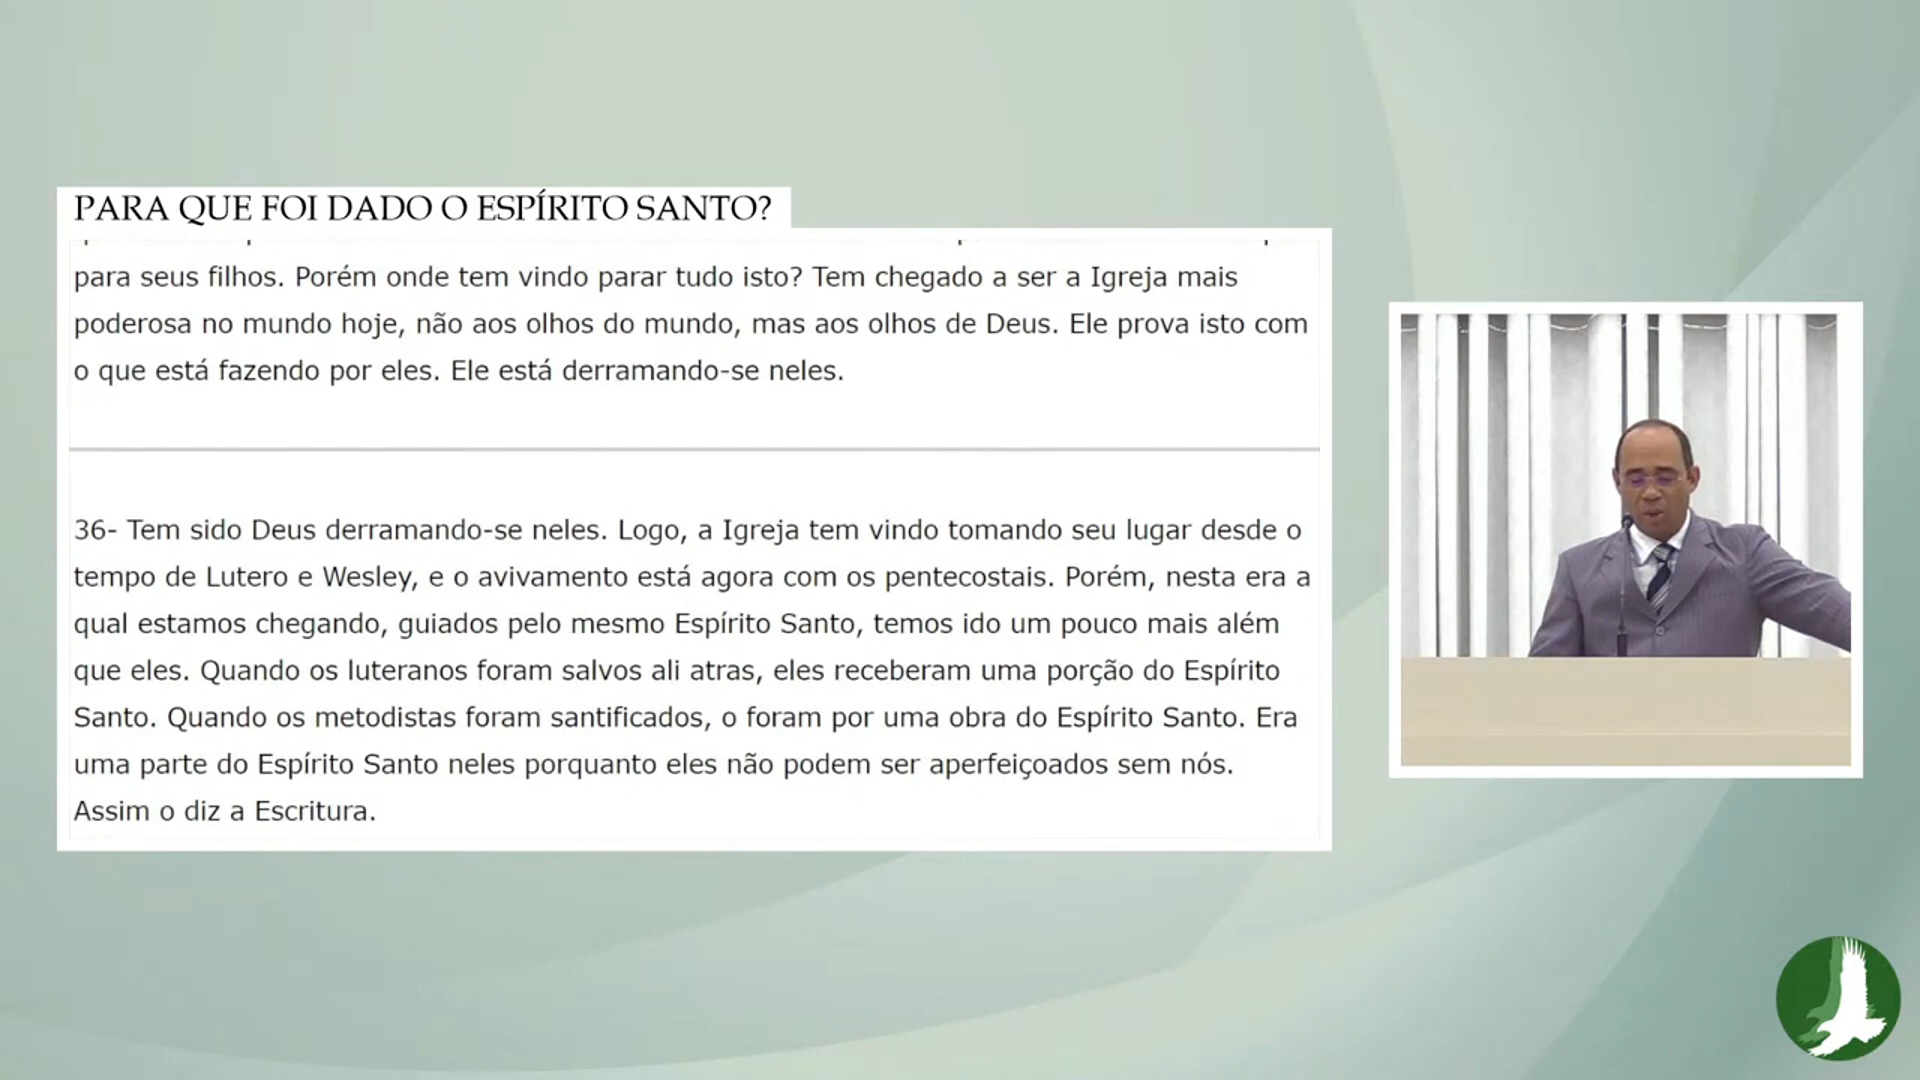 PARA QUE FOI DADO O ESPÍRITO SANTO?
para seus filhos. Porém onde tem vindo parar tudo isto? Tem chegado a ser a Igreja mais
poderosa no mundo hoje, não aos olhos do mundo, mas aos olhos de Deus. Ele prova isto com
o que está fazendo por eles. Ele está derramando-se neles.
36- Tem sido Deus derramando-se neles. Logo, a Igreja tem vindo tomando seu lugar desde o
tempo de Lutero e Wesley, e o avivamento está agora com os pentecostais. Porém, nesta era a
qual estamos chegando, guiados pelo mesmo Espírito Santo, temos ido um pouco mais além
que eles. Quando os luteranos foram salvos ali atras, eles receberam uma porção do Espírito
Santo. Quando os metodistas foram santificados, o foram por uma obra do Espírito Santo. Era
uma parte do Espírito Santo neles porquanto eles não podem ser aperfeiçoados sem nós.
Assim o diz a Escritura.